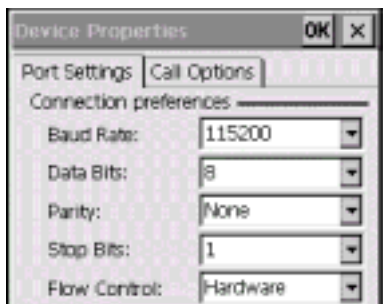 Device Properties OK ×
Port Settings Call Options
Connection preferences
Baud Rate: 115200
Data Bits: 8
Parity: None
Stop Bits: 1
Flow Control: Hardware